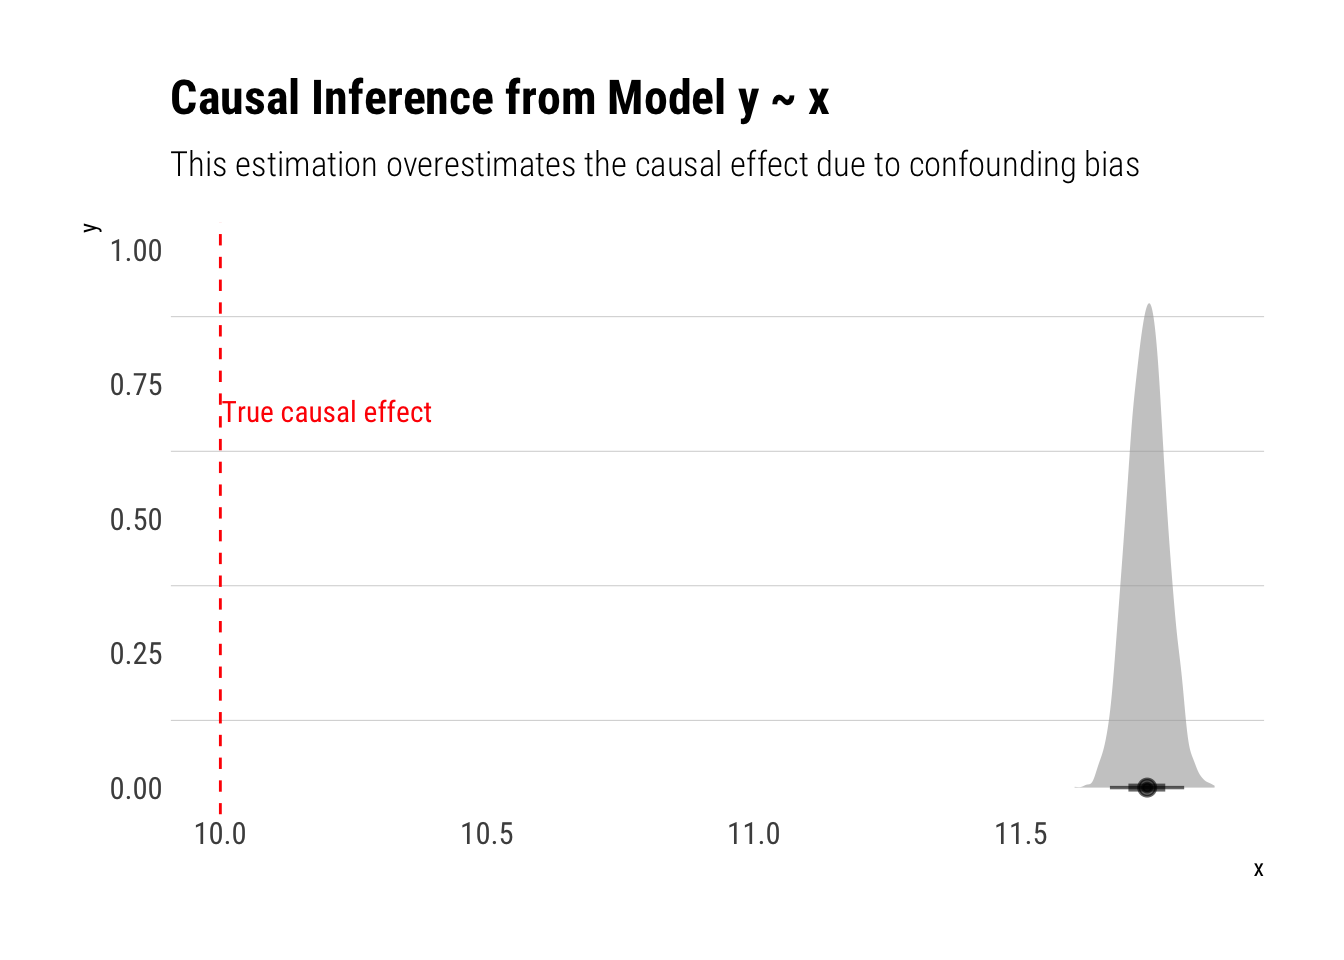 Causal Inference from Model y ~ x
This estimation overestimates the causal effect due to confounding bias
y
1.00
0.75
True causal effect
0.50
0.25
0.00
10.0 10.5 11.0 11.5
x